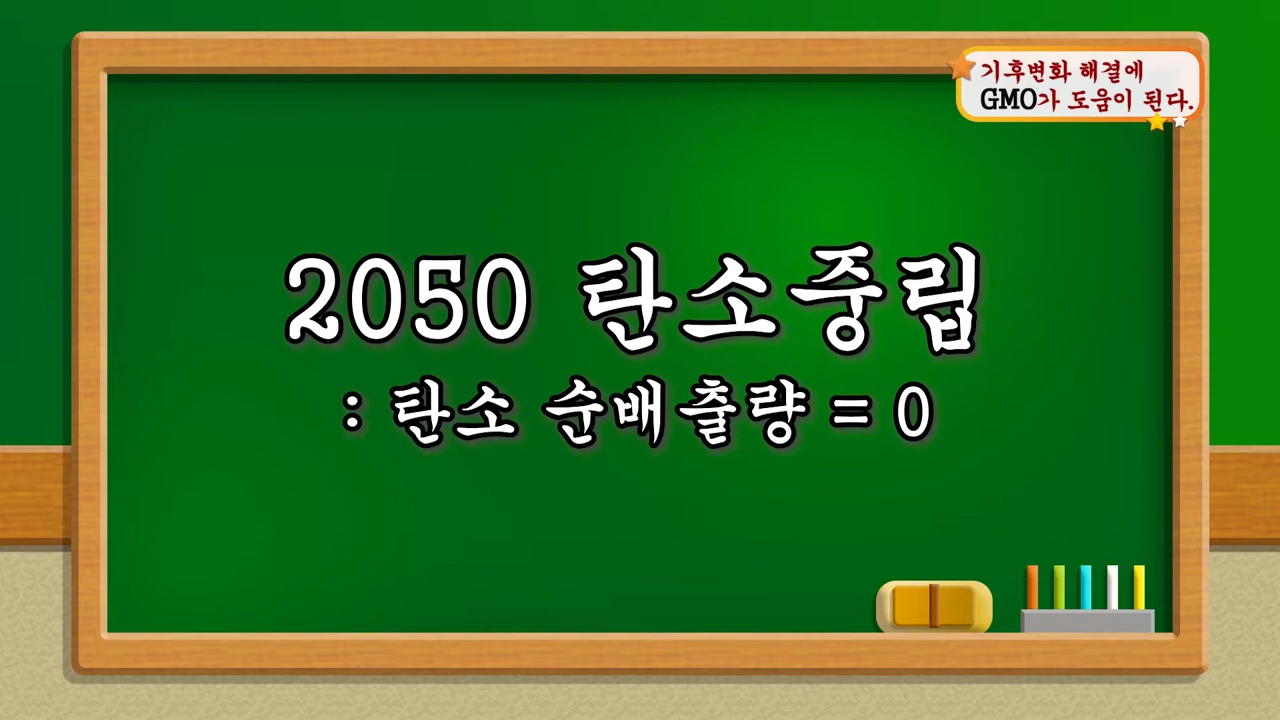 기후변화 해결에
GMO가 도움이 된다.
2050 탄소중립
: 탄소 순배출량 = 0